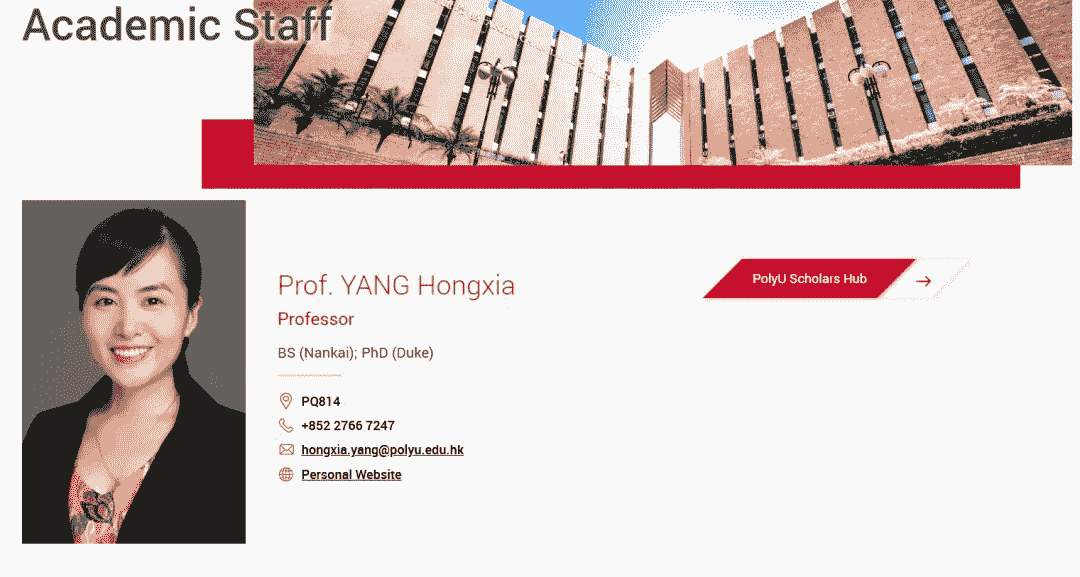 Academic Staff
Prof. YANG Hongxia
PolyU Scholars Hub
Professor
BS (Nankai); PhD (Duke)
PQ814
+852 2766 7247
hongxia.yang@polyu.edu.hk
Personal Website